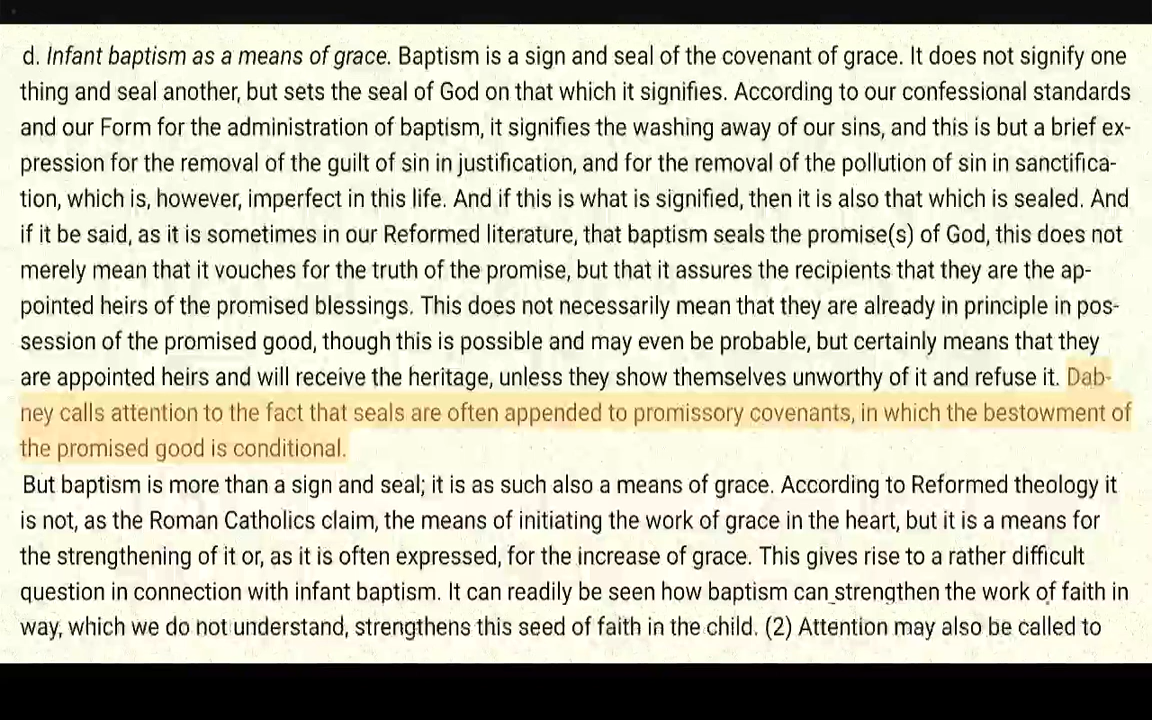 d. Infant baptism as a means of grace. Baptism is a sign and seal of the covenant of grace. It does not signify one
thing and seal another, but sets the seal of God on that which it signifies. According to our confessional standards
and our Form for the administration of baptism, it signifies the washing away of our sins, and this is but a brief ex-
pression for the removal of the guilt of sin in justification, and for the removal of the pollution of sin in sanctifica-
tion, which is, however, imperfect in this life. And if this is what is signified, then it is also that which is sealed. And
if it be said, as it is sometimes in our Reformed literature, that baptism seals the promise(s) of God, this does not
merely mean that it vouches for the truth of the promise, but that it assures the recipients that they are the ap-
pointed heirs of the promised blessings. This does not necessarily mean that they are already in principle in pos-
session of the promised good, though this is possible and may even be probable, but certainly means that they
are appointed heirs and will receive the heritage, unless they show themselves unworthy of it and refuse it. Dab-
ney calls attention to the fact that seals are often appended to promissory covenants, in which the bestowment of
the promised good is conditional.
But baptism is more than a sign and seal; it is as such also a means of grace. According to Reformed theology it
is not, as the Roman Catholics claim, the means of initiating the work of grace in the heart, but it is a means for
the strengthening of it or, as it is often expressed, for the increase of grace. This gives rise to a rather difficult
question in connection with infant baptism. It can readily be seen how baptism can strengthen the work of faith in
way, which we do not understand, strengthens this seed of faith in the child. (2) Attention may also be called to